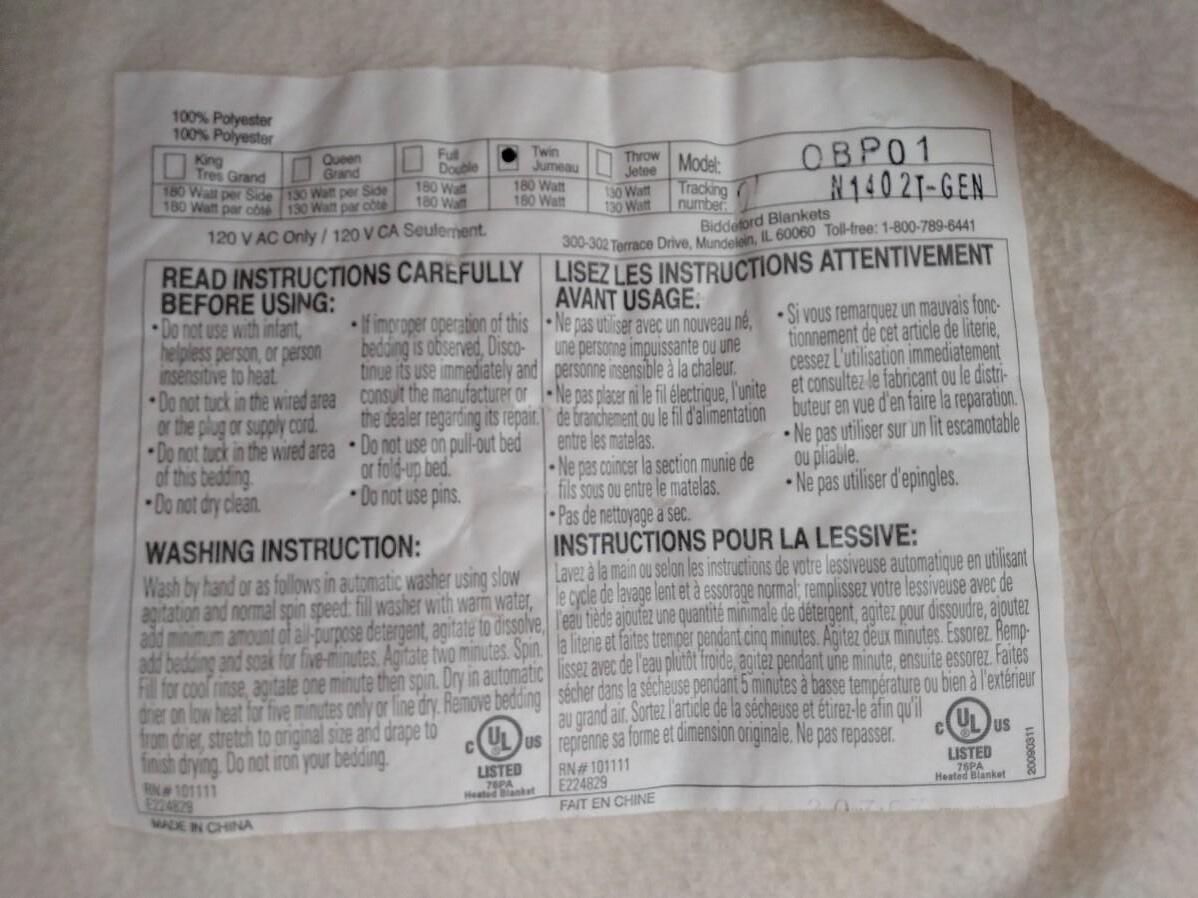 100% Polyester
100% Polyester
King
Tres Grand
180 Watt per Side
180 Watt par côté
Queen
Grand
130 Watt per Side
130 Watt par côté
Full
Double
180 Watt
180 Watt
Twin
Jumeau
180 Watt
180 Watt
Throw
Jetee
130 Watt
130 Watt
Model: OBP01
Tracking number: N1402T-GEN
120 V AC Only / 120 V CA Seulement.
Biddeford Blankets
300-302 Terrace Drive, Mundelein, IL 60060 Toll-free: 1-800-789-6441
READ INSTRUCTIONS CAREFULLY
BEFORE USING:
• Do not use with infant,
helpless person, or person
insensitive to heat.
• Do not tuck in the wired area
or the plug or supply cord.
• Do not tuck in the wired area
of this bedding.
• Do not dry clean.
• If improper operation of this
bedding is observed, Disco-
tinue its use immediately and
consult the manufacturer or
the dealer regarding its repair.
• Do not use on pull-out bed
or fold-up bed.
• Do not use pins.
WASHING INSTRUCTION:
Wash by hand or as follows in automatic washer using slow
agitation and normal spin speed: fill washer with warm water,
add minimum amount of all-purpose detergent, agitate to dissolve,
add bedding and soak for five-minutes. Agitate two minutes. Spin.
Fill for cool rinse, agitate one minute then spin. Dry in automatic
drier on low heat for five minutes only or line dry. Remove bedding
from drier, stretch to original size and drape to
finish drying. Do not iron your bedding.
RN# 101111
E224829
MADE IN CHINA
C UL US
®
LISTED
76PA
Heated Blanket
LISEZ LES INSTRUCTIONS ATTENTIVEMENT
AVANT USAGE:
• Ne pas utiliser avec un nouveau né,
une personne impuissante ou une
personne insensible à la chaleur.
• Ne pas placer ni le fil électrique, l'unite
de branchement ou le fil d'alimentation
entre les matelas.
• Ne pas coincer la section munie de
fils sous ou entre le matelas.
• Pas de nettoyage a sec.
• Si vous remarquez un mauvais fonc-
tionnement de cet article de literie,
cessez L'utilisation immediatement
et consultez le fabricant ou le distri-
buteur en vue d'en faire la reparation.
• Ne pas utiliser sur un lit escamotable
ou pliable.
• Ne pas utiliser d'epingles.
INSTRUCTIONS POUR LA LESSIVE:
Lavez à la main ou selon les instructions de votre lessiveuse automatique en utilisant
le cycle de lavage lent et à essorage normal; remplissez votre lessiveuse avec de
l'eau tiède ajoutez une quantité minimale de détergent, agitez pour dissoudre, ajoutez
la literie et faites tremper pendant cinq minutes. Agitez deux minutes. Essorez. Remp-
lissez avec de l'eau plutôt froide, agitez pendant une minute, ensuite essorez. Faites
sécher dans la sécheuse pendant 5 minutes à basse température ou bien à l'extérieur
au grand air. Sortez l'article de la sécheuse et étirez-le afin qu'il
reprenne sa forme et dimension originale. Ne pas repasser.
RN# 101111
E224829
FAIT EN CHINE
C UL US
®
LISTED
76PA
Heated Blanket
20090311